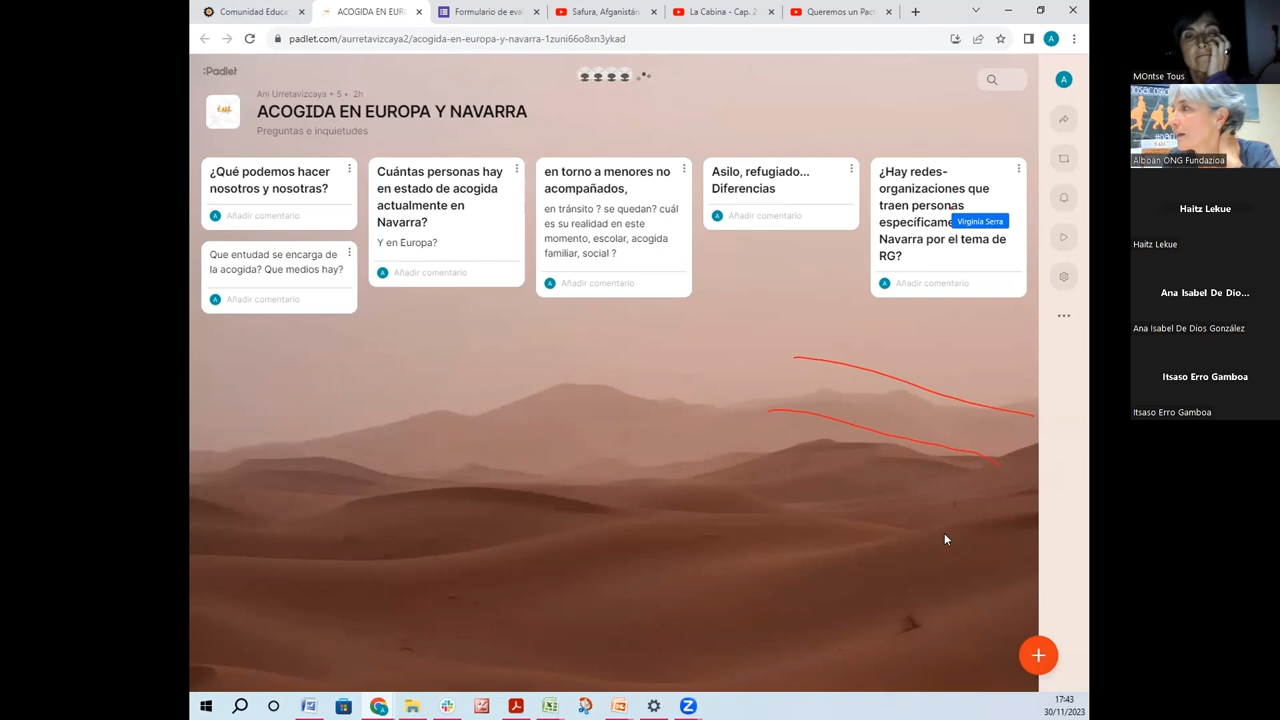 Comunidad Educa
ACOGIDA EN EUR
Formulario de eva
Safura, Afganistán
La Cabina - Cap. 2
Queremos un Pac
padlet.com/aurretavizcaya2/acogida-en-europa-y-navarra-1zuni66o8xn3ykad
A
:Padlet
Ani Urretavizcaya • 5 • 2h
ACOGIDA EN EUROPA Y NAVARRA
Preguntas e inquietudes
A
¿Qué podemos hacer
nosotros y nosotras?
A Añadir comentario
Que entudad se encarga de
la acogida? Que medios hay?
A Añadir comentario
Cuántas personas hay
en estado de acogida
actualmente en
Navarra?
Y en Europa?
A Añadir comentario
en torno a menores no
acompañados,
en tránsito ? se quedan? cuál
es su realidad en este
momento, escolar, acogida
familiar, social ?
A Añadir comentario
Asilo, refugiado...
Diferencias
A Añadir comentario
¿Hay redes-
organizaciones que
traen personas
específicame
Virginia Serra
Navarra por el tema de
RG?
A Añadir comentario
17:43
30/11/2023
MOntse Tous
Alboan ONG Fundazioa
Haitz Lekue
Haitz Lekue
Ana Isabel De Dio...
Ana Isabel De Dios González
Itsaso Erro Gamboa
Itsaso Erro Gamboa